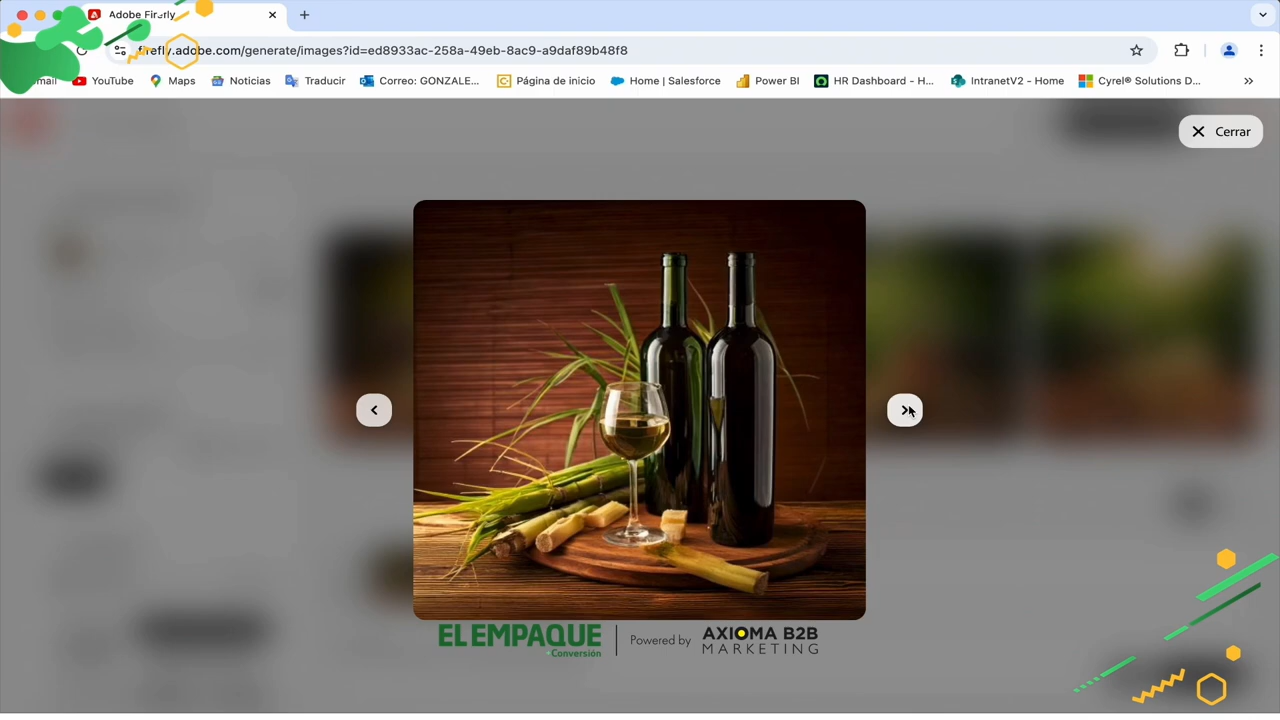 Adobe Firefly
firefly.adobe.com/generate/images?id=ed8933ac-258a-49eb-8ac9-a9daf89b48f8
YouTube
Maps
Noticias
Traducir
Correo: GONZALE...
Página de inicio
Home | Salesforce
Power BI
HR Dashboard - H...
IntranetV2 - Home
Cyrel® Solutions D...
Cerrar
EL EMPAQUE
Conversión
Powered by
AXIOMA B2B
MARKETING